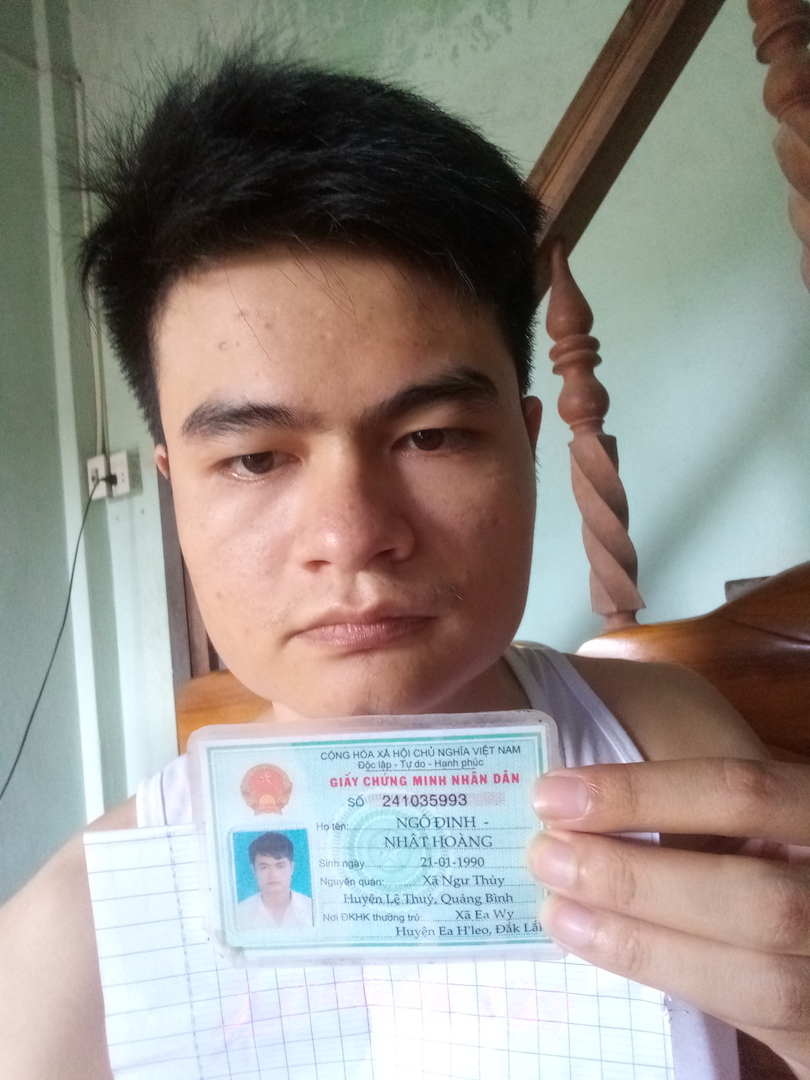 CỘNG HÒA XÃ HỘI CHỦ NGHĨA VIỆT NAM
Độc lập - Tự do - Hạnh phúc
GIẤY CHỨNG MINH NHÂN DÂN
SỐ 241035993
Họ tên: NGÔ ĐINH -
NHẬT HOÀNG
Sinh ngày 21-01-1990
Nguyên quán: Xã Ngư Thủy
Huyện Lệ Thuỷ, Quảng Bình
Nơi ĐKHK thường trú: Xã Ea Wy
Huyện Ea H'leo, Đắk Lắk